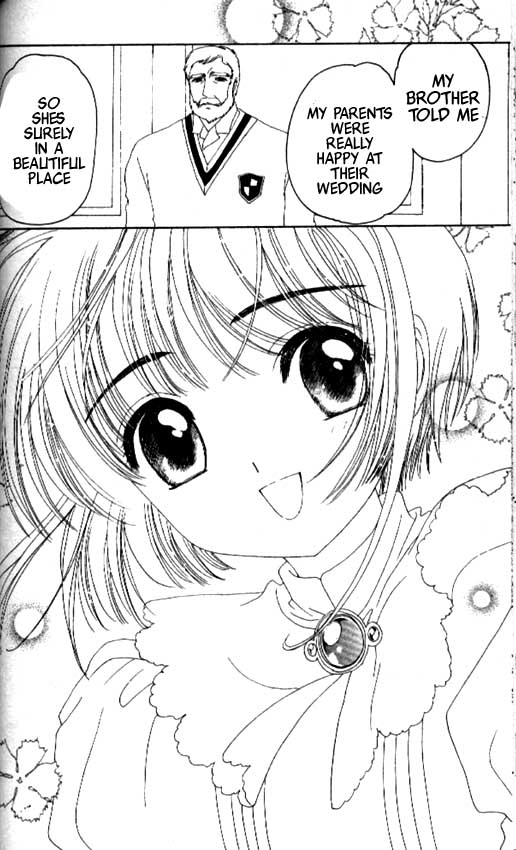 MY
BROTHER
TOLD ME
MY PARENTS
WERE
REALLY
HAPPY AT
THEIR
WEDDING
SO
SHES
SURELY
IN A
BEAUTIFUL
PLACE